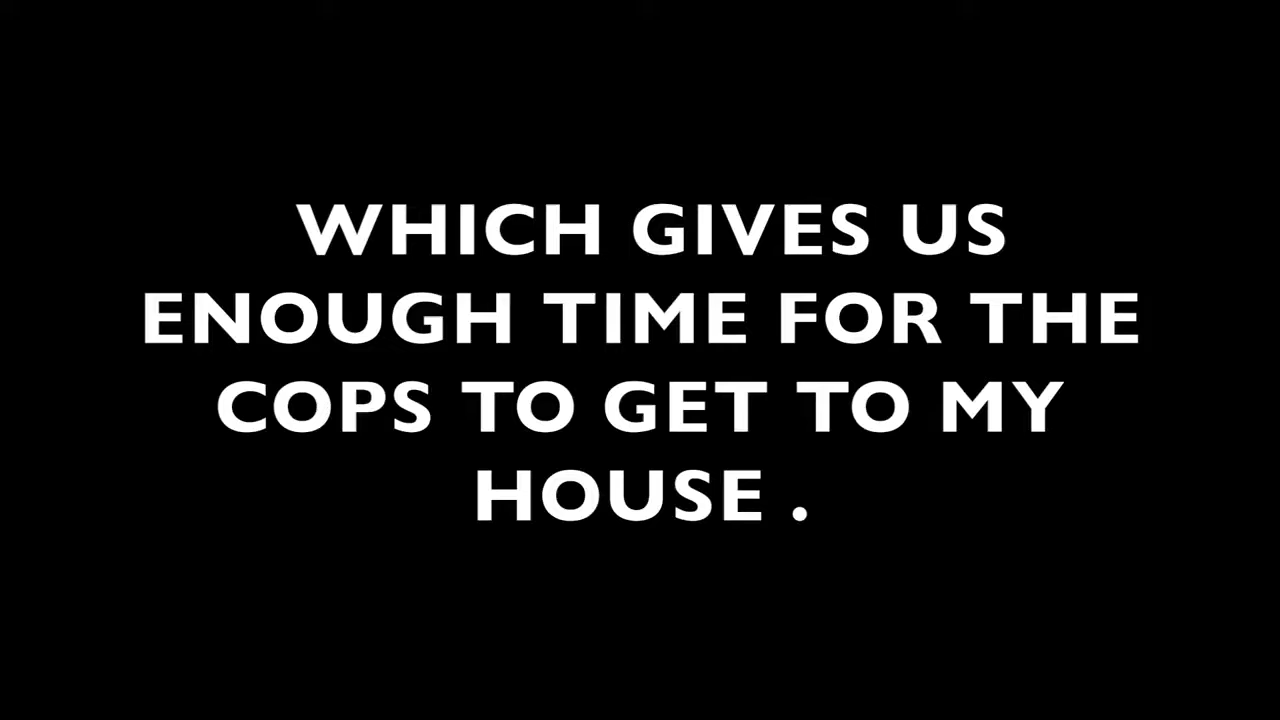 WHICH GIVES US
ENOUGH TIME FOR THE
COPS TO GET TO MY
HOUSE .